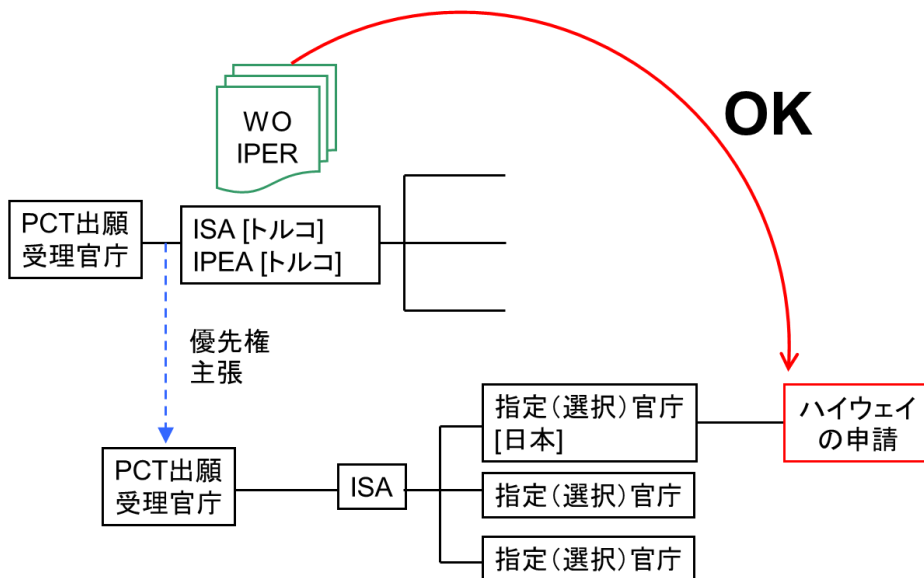 WO
IPER
OK
PCT出願
受理官庁
ISA [トルコ]
IPEA [トルコ]
優先権
主張
指定(選択)官庁
[日本]
ハイウェイ
の申請
PCT出願
受理官庁
ISA
指定(選択)官庁
指定(選択)官庁